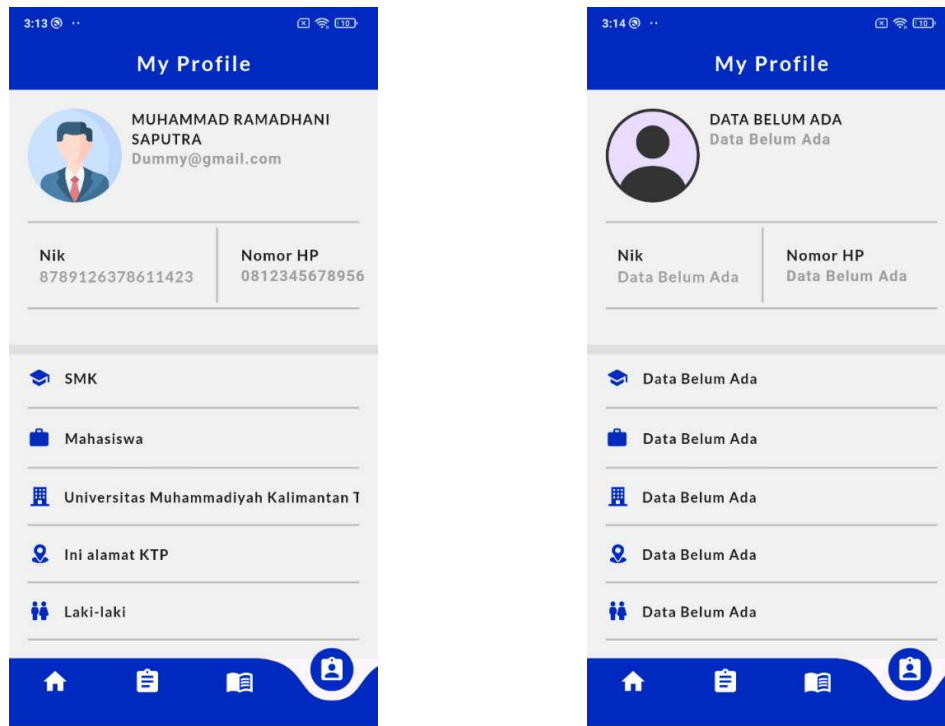 3:13
10
My Profile
MUHAMMAD RAMADHANI
SAPUTRA
Dummy@gmail.com
Nik
8789126378611423
Nomor HP
0812345678956
SMK
Mahasiswa
Universitas Muhammadiyah Kalimantan T
Ini alamat KTP
Laki-laki
3:14
10
My Profile
DATA BELUM ADA
Data Belum Ada
Nik
Data Belum Ada
Nomor HP
Data Belum Ada
Data Belum Ada
Data Belum Ada
Data Belum Ada
Data Belum Ada
Data Belum Ada